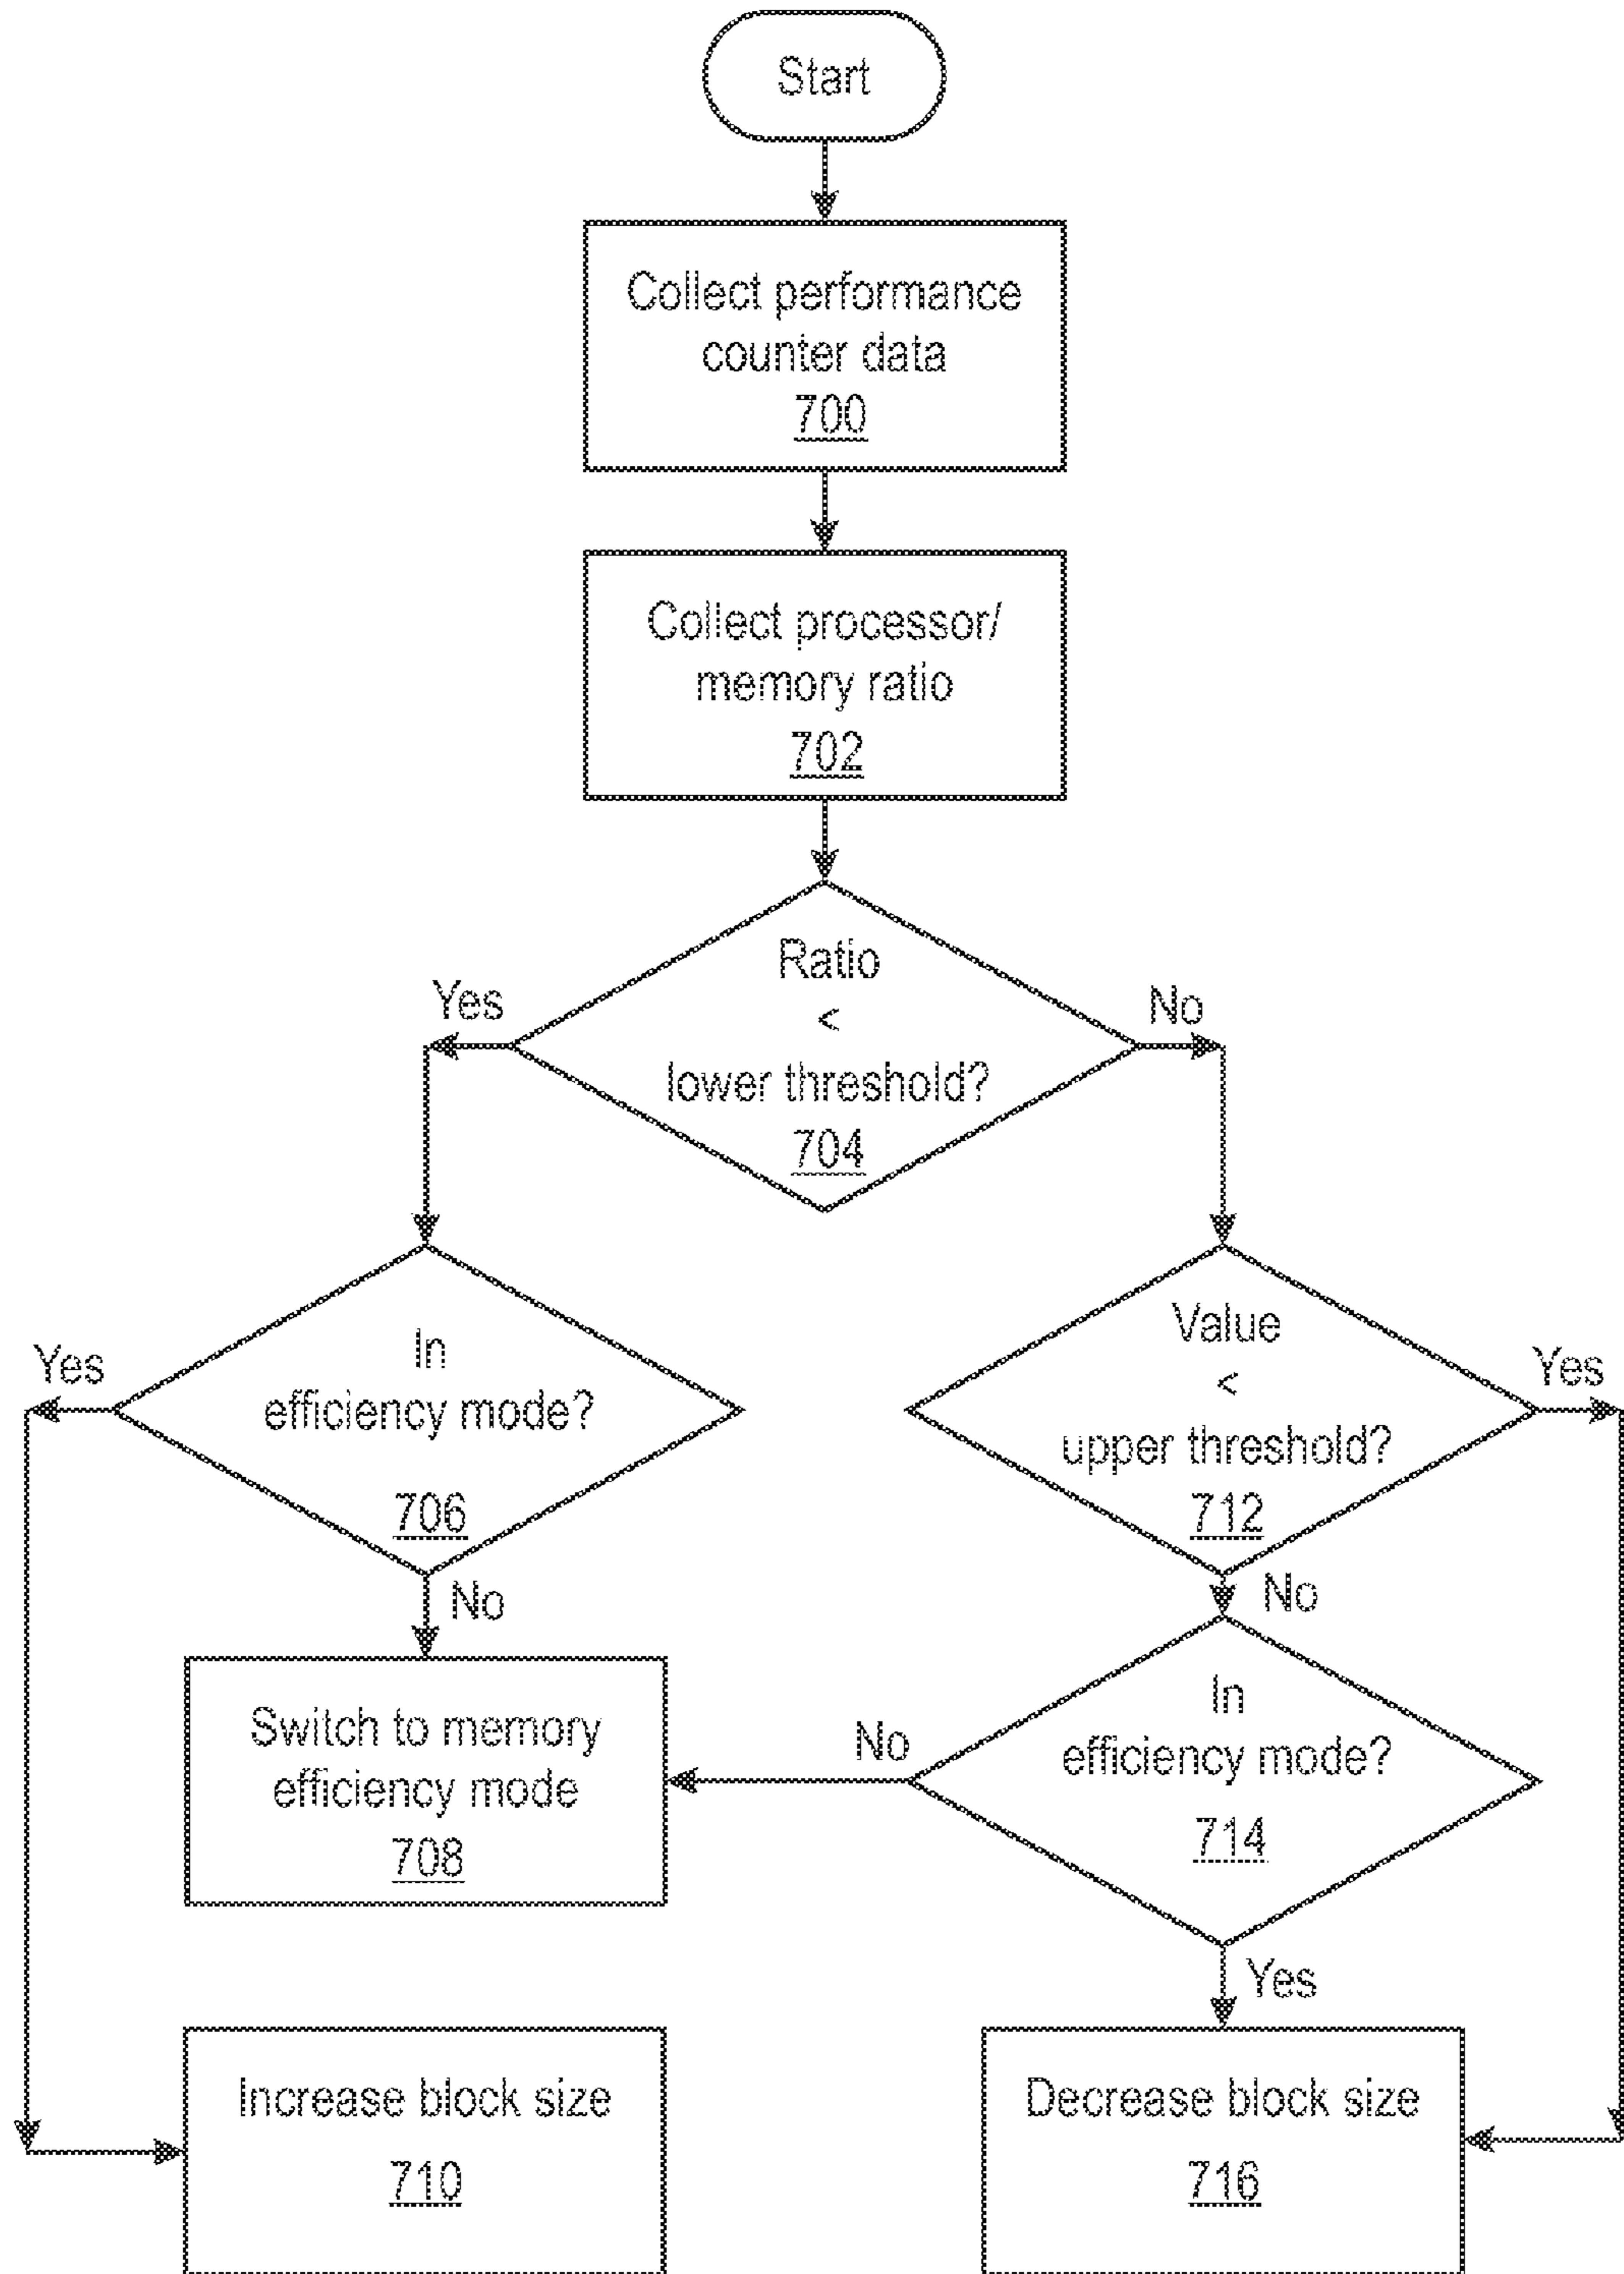 Start
Collect performance
counter data
700
Collect processor/
memory ratio
702
Ratio
<
lower threshold?
704
Yes
No
In
efficiency mode?
706
Yes
No
Value
<
upper threshold?
712
Yes
No
Switch to memory
efficiency mode
708
In
efficiency mode?
714
No
Yes
Increase block size
710
Decrease block size
716